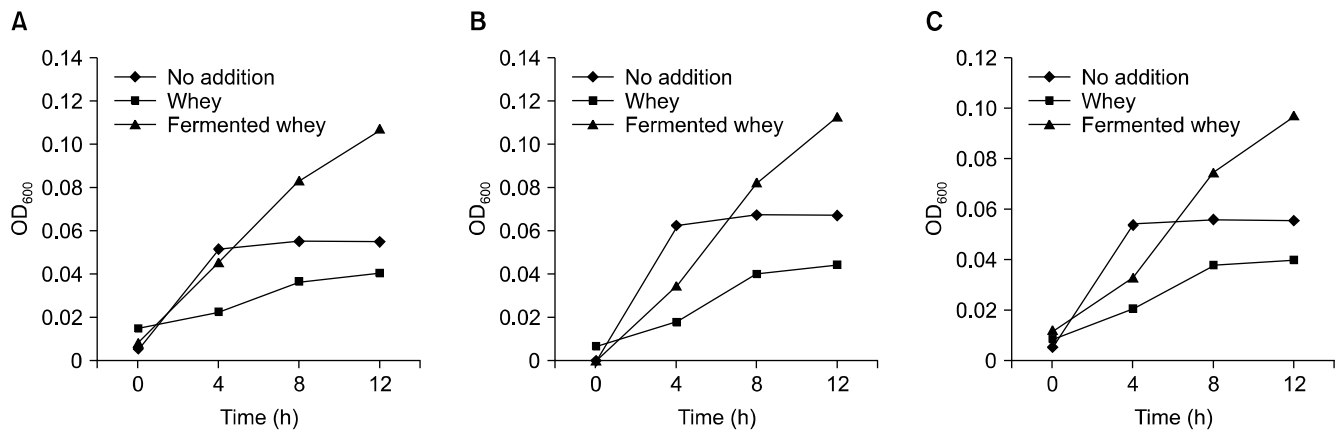 A
0.14
0.12
0.10
0.08
0.06
0.04
0.02
0
OD600
No addition
Whey
Fermented whey
0 4 8 12
Time (h)
B
0.14
0.12
0.10
0.08
0.06
0.04
0.02
0
OD600
No addition
Whey
Fermented whey
0 4 8 12
Time (h)
C
0.12
0.10
0.08
0.06
0.04
0.02
0
OD600
No addition
Whey
Fermented whey
0 4 8 12
Time (h)